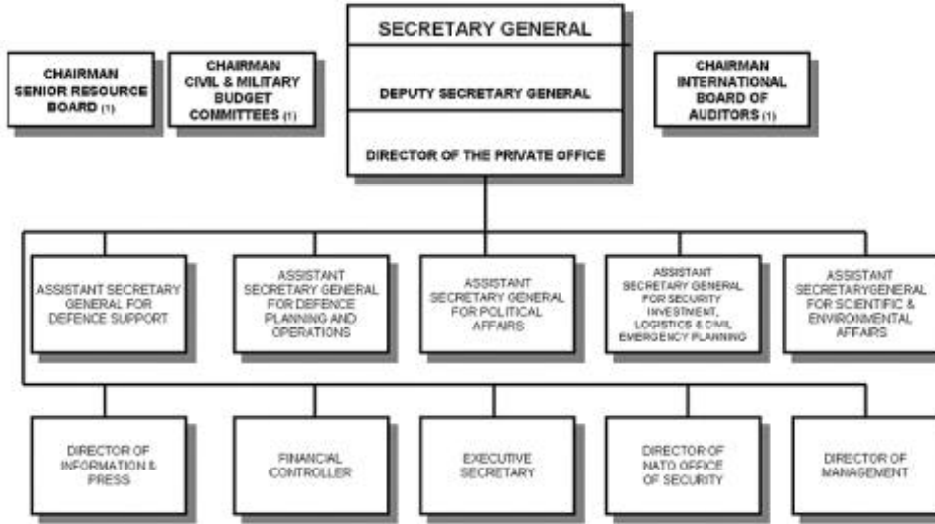 SECRETARY GENERAL
DEPUTY SECRETARY GENERAL
DIRECTOR OF THE PRIVATE OFFICE
CHAIRMAN
SENIOR RESOURCE
BOARD (1)
CHAIRMAN
CIVIL & MILITARY
BUDGET
COMMITTEES (1)
CHAIRMAN
INTERNATIONAL
BOARD OF
AUDITORS (1)
ASSISTANT SECRETARY
GENERAL FOR
DEFENCE SUPPORT
ASSISTANT
SECRETARY GENERAL
FOR DEFENCE
PLANNING AND
OPERATIONS
ASSISTANT
SECRETARY GENERAL
FOR POLITICAL
AFFAIRS
ASSISTANT
SECRETARY GENERAL
FOR SECURITY
INVESTMENT,
LOGISTICS & CIVIL
EMERGENCY PLANNING
ASSISTANT
SECRETARYGENERAL
FOR SCIENTIFIC &
ENVIRONMENTAL
AFFAIRS
DIRECTOR OF
INFORMATION &
PRESS
FINANCIAL
CONTROLLER
EXECUTIVE
SECRETARY
DIRECTOR OF
NATO OFFICE
OF SECURITY
DIRECTOR OF
MANAGEMENT